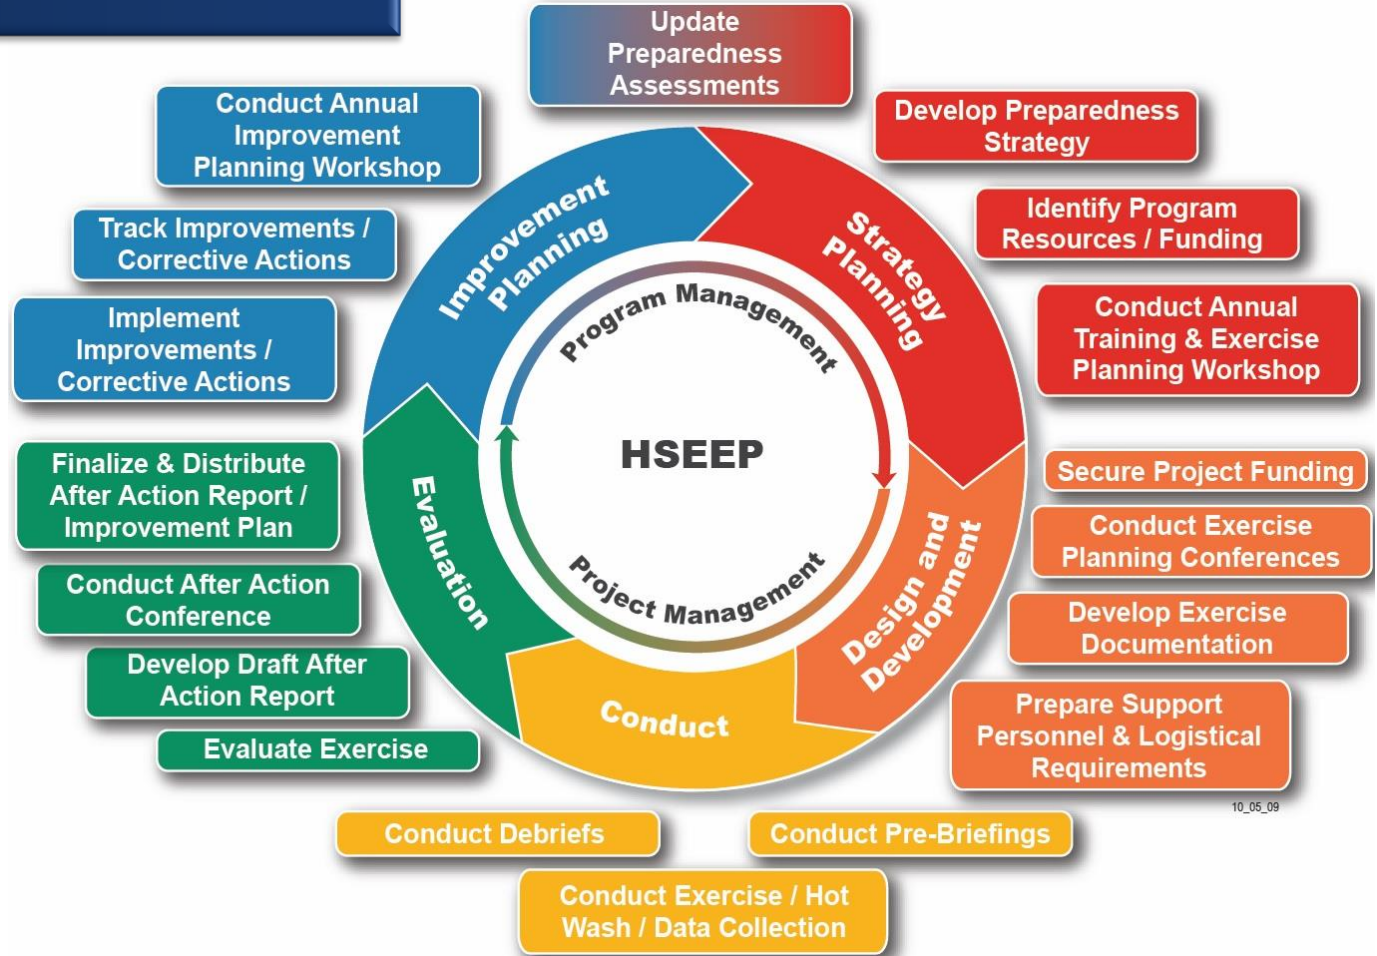 Update
Preparedness
Assessments
Develop Preparedness
Strategy
Identify Program
Resources / Funding
Conduct Annual
Training & Exercise
Planning Workshop
Secure Project Funding
Conduct Exercise
Planning Conferences
Develop Exercise
Documentation
Prepare Support
Personnel & Logistical
Requirements
10_05_09
Conduct Pre-Briefings
Conduct Exercise / Hot
Wash / Data Collection
Conduct Debriefs
Evaluate Exercise
Develop Draft After
Action Report
Conduct After Action
Conference
Finalize & Distribute
After Action Report /
Improvement Plan
Implement
Improvements /
Corrective Actions
Track Improvements /
Corrective Actions
Conduct Annual
Improvement
Planning Workshop
Improvement
Planning
Strategy
Planning
Design and
Development
Conduct
Evaluation
Program Management
HSEEP
Project Management